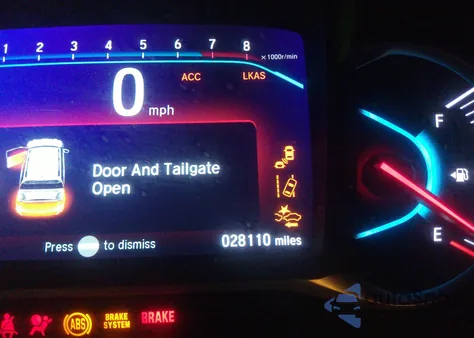 1 2 3 4 5 6 7 8 ×1000r/min
ACC LKAS
0 mph
Door And Tailgate
Open
Press to dismiss
028110 miles
F
E
ABS BRAKE SYSTEM BRAKE